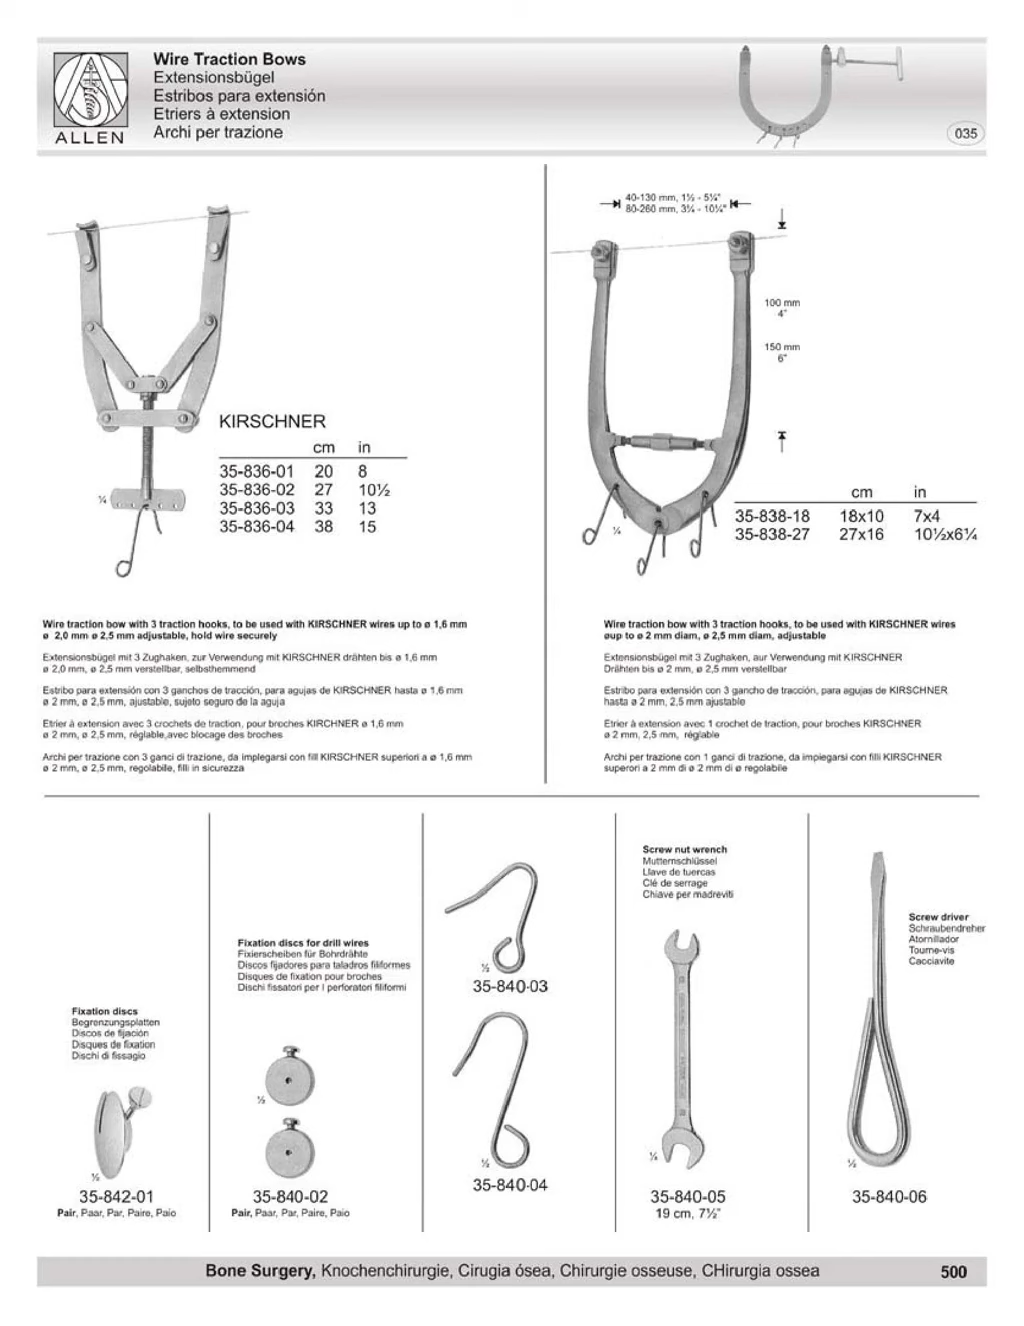 Wire Traction Bows
Extensionsbügel
Estribos para extensión
Etriers à extension
Archi per trazione
ALLEN
035
KIRSCHNER
cm in
35-836-01 20 8
35-836-02 27 10½
35-836-03 33 13
35-836-04 38 15
¼
40-130 mm, 1½ - 5¼"
80-260 mm, 3¼ - 10¼"
100 mm
4"
150 mm
6"
¼
cm in
35-838-18 18x10 7x4
35-838-27 27x16 10½x6¼
Wire traction bow with 3 traction hooks, to be used with KIRSCHNER wires up to ø 1,6 mm
ø 2,0 mm ø 2,5 mm adjustable, hold wire securely
Extensionsbügel mit 3 Zughaken, zur Verwendung mit KIRSCHNER drähten bis ø 1,6 mm
ø 2,0 mm, ø 2,5 mm verstellbar, selbsthemmend
Estribo para extensión con 3 ganchos de tracción, para agujas de KIRSCHNER hasta ø 1,6 mm
ø 2 mm, ø 2,5 mm, ajustable, sujeto seguro de la aguja
Etrier à extension avec 3 crochets de traction, pour broches KIRCHNER ø 1,6 mm
ø 2 mm, ø 2,5 mm, réglable,avec blocage des broches
Archi per trazione con 3 ganci di trazione, da implegarsi con fill KIRSCHNER superiori a ø 1,6 mm
ø 2 mm, ø 2,5 mm, regolabile, filli in sicurezza
Wire traction bow with 3 traction hooks, to be used with KIRSCHNER wires
øup to ø 2 mm diam, ø 2,5 mm diam, adjustable
Extensionsbügel mit 3 Zughaken, aur Verwendung mit KIRSCHNER
Drähten bis ø 2 mm, ø 2,5 mm verstellbar
Estribo para extensión con 3 gancho de tracción, para agujas de KIRSCHNER
hasta ø 2 mm, 2,5 mm ajustable
Etrier à extension avec 1 crochet de traction, pour broches KIRSCHNER
ø 2 mm, 2,5 mm, réglable
Archi per trazione con 1 ganci di trazione, da impiegarsi con filli KIRSCHNER
superori a 2 mm di ø 2 mm di ø regolabile
Fixation discs
Begrenzungsplatten
Discos de fijación
Disques de fixation
Dischi di fissagio
½
35-842-01
Pair, Paar, Par, Paire, Paio
Fixation discs for drill wires
Fixierscheiben für Bohrdrähte
Discos fijadores para taladros filiformes
Disques de fixation pour broches
Dischi fissatori per I perforatori filiformi
½
35-840-02
Pair, Paar, Par, Paire, Paio
½
35-840-03
½
35-840-04
Screw nut wrench
Mutternschlüssel
Llave de tuercas
Clé de serrage
Chiave per madreviti
¼
35-840-05
19 cm, 7½"
Screw driver
Schraubendreher
Atornillador
Tourne-vis
Cacciavite
½
35-840-06
Bone Surgery, Knochenchirurgie, Cirugia ósea, Chirurgie osseuse, CHirurgia ossea
500